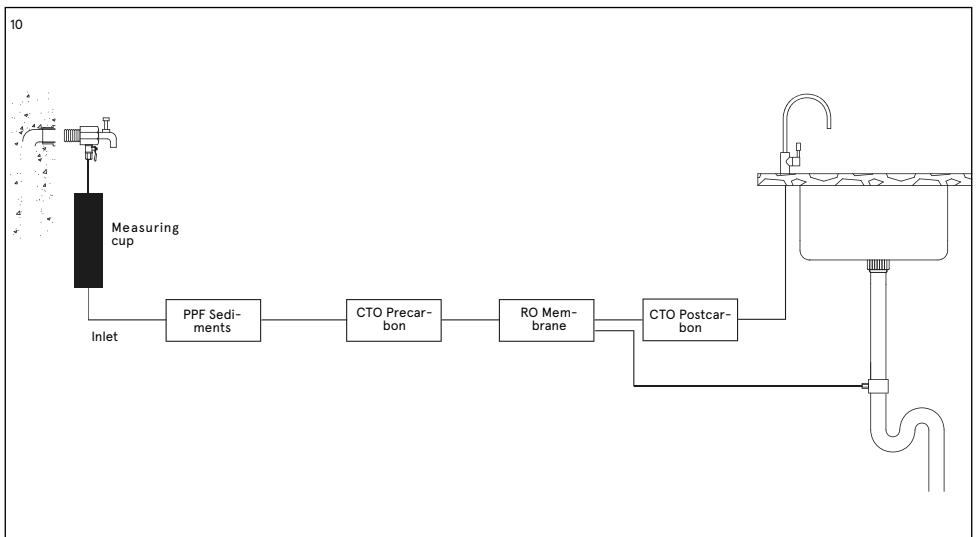 10
Measuring
cup
Inlet
PPF Sedi-
ments
CTO Precar-
bon
RO Mem-
brane
CTO Postcar-
bon